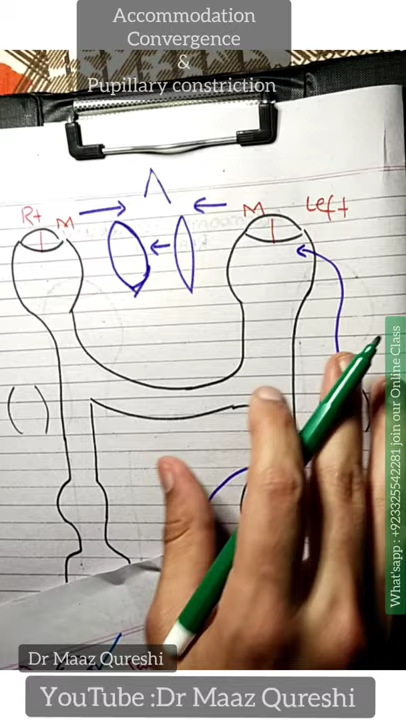 Accommodation
Convergence
&
Pupillary constriction
Rt
M
M
Left
What'sapp : +923325542281 join our Online Class
Dr Maaz Qureshi
YouTube :Dr Maaz Qureshi